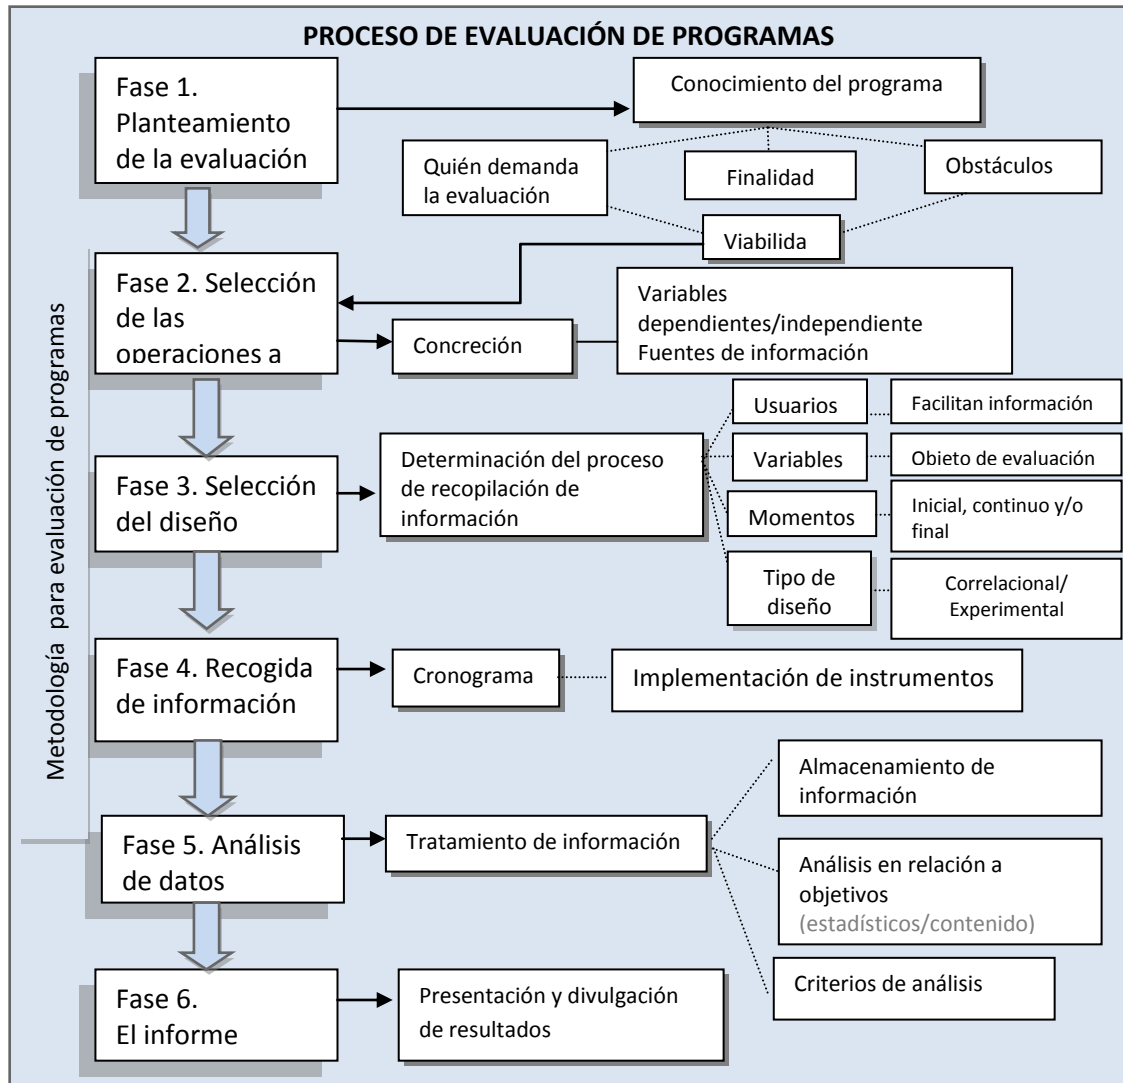 PROCESO DE EVALUACIÓN DE PROGRAMAS
Fase 1.
Planteamiento
de la evaluación
Conocimiento del programa
Quién demanda
la evaluación
Finalidad
Obstáculos
Viabilida
Metodología para evaluación de programas
Fase 2. Selección
de las
operaciones a
Concreción
Variables
dependientes/independiente
Fuentes de información
Fase 3. Selección
del diseño
Determinación del proceso
de recopilación de
información
Usuarios
Facilitan información
Variables
Objeto de evaluación
Momentos
Inicial, continuo y/o
final
Tipo de
diseño
Correlacional/
Experimental
Fase 4. Recogida
de información
Cronograma
Implementación de instrumentos
Fase 5. Análisis
de datos
Tratamiento de información
Almacenamiento de
información
Análisis en relación a
objetivos
(estadísticos/contenido)
Criterios de análisis
Fase 6.
El informe
Presentación y divulgación
de resultados